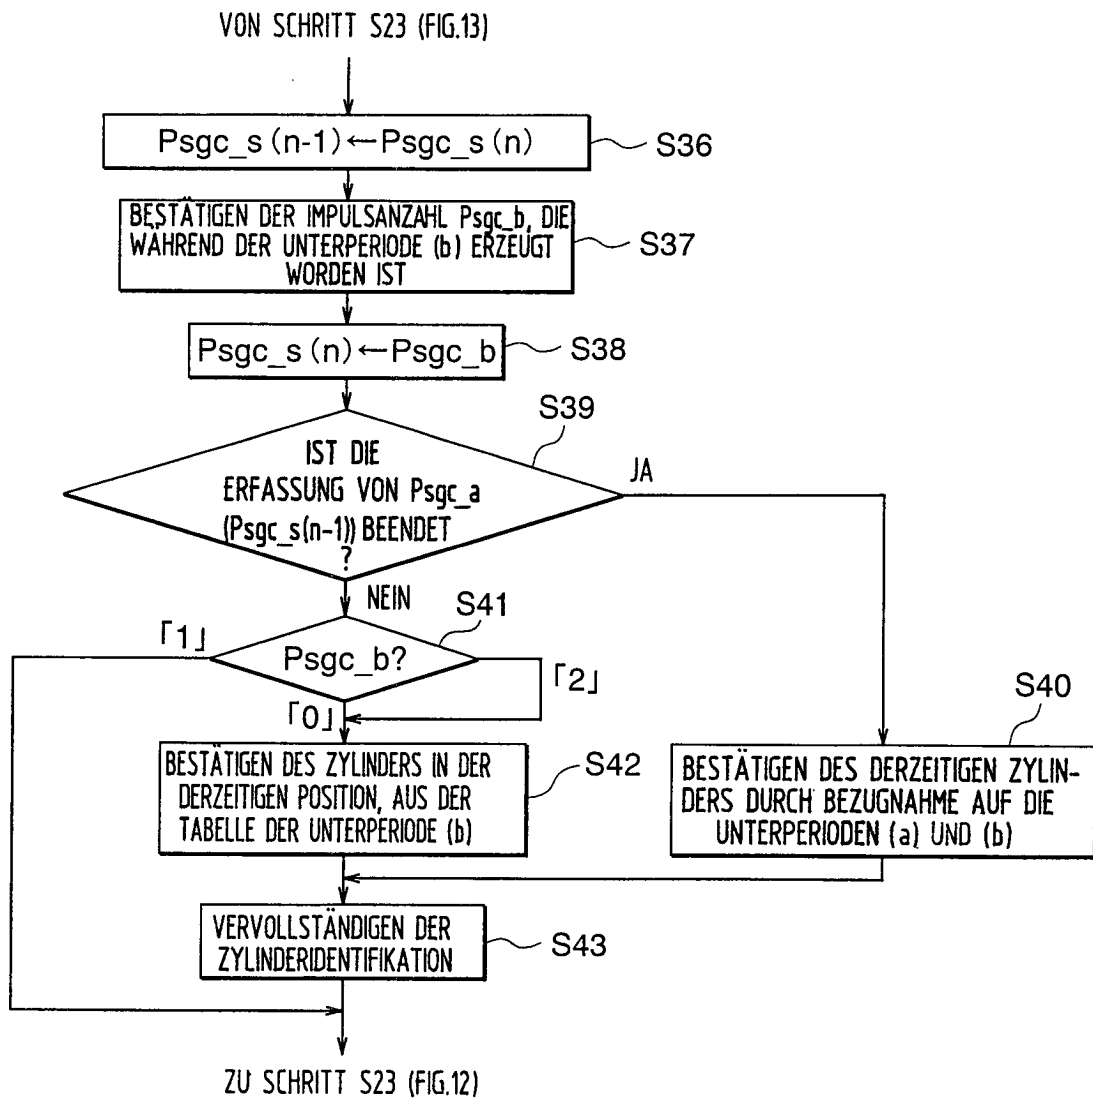 VON SCHRITT S23 (FIG.13)
Psgc_s(n-1)←Psgc_s(n)
S36
BESTÄTIGEN DER IMPULSANZAHL Psgc_b, DIE
WÄHREND DER UNTERPERIODE (b) ERZEUGT
WORDEN IST
S37
Psgc_s(n)←Psgc_b
S38
S39
IST DIE
ERFASSUNG VON Psgc_a
(Psgc_s(n-1)) BEENDET
?
JA
NEIN
S41
「1」
Psgc_b?
「2」
「0」
S40
BESTÄTIGEN DES ZYLINDERS IN DER
DERZEITIGEN POSITION, AUS DER
TABELLE DER UNTERPERIODE (b)
S42
BESTÄTIGEN DES DERZEITIGEN ZYLIN-
DERS DURCH BEZUGNAHME AUF DIE
UNTERPERIODEN (a) UND (b)
VERVOLLSTÄNDIGEN DER
ZYLINDERIDENTIFIKATION
S43
ZU SCHRITT S23 (FIG.12)